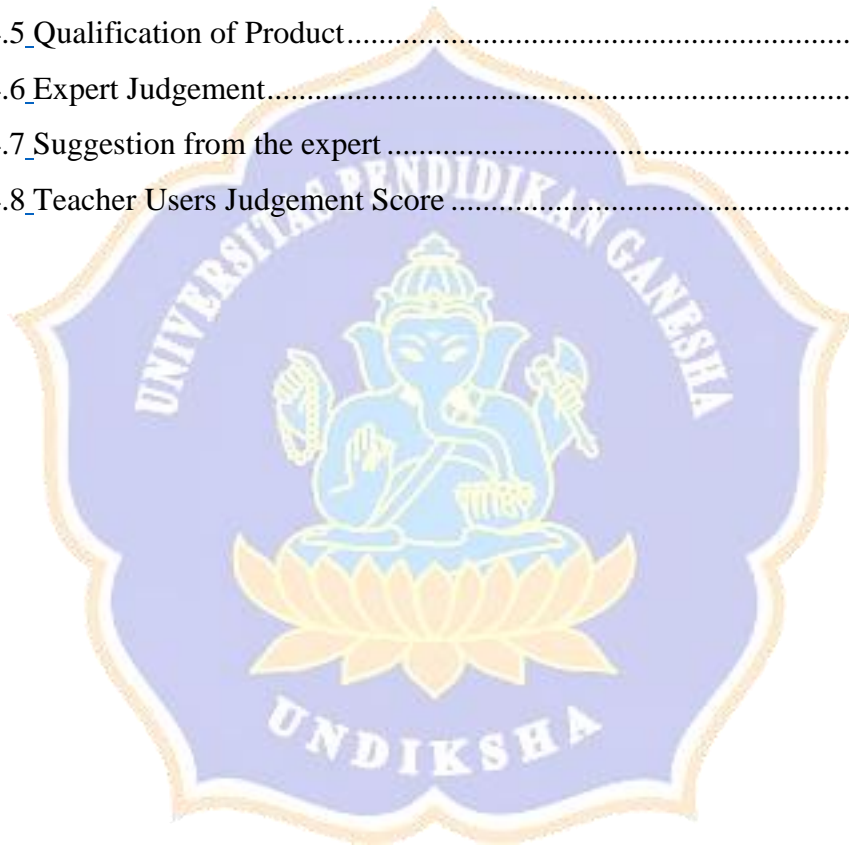 .5 Qualification of Product........................................................................
.6 Expert Judgement..................................................................................
.7 Suggestion from the expert ..................................................................
.8 Teacher Users Judgement Score ..........................................................
UNIVERSITAS PENDIDIKAN GANESHA
UNDIKSHA